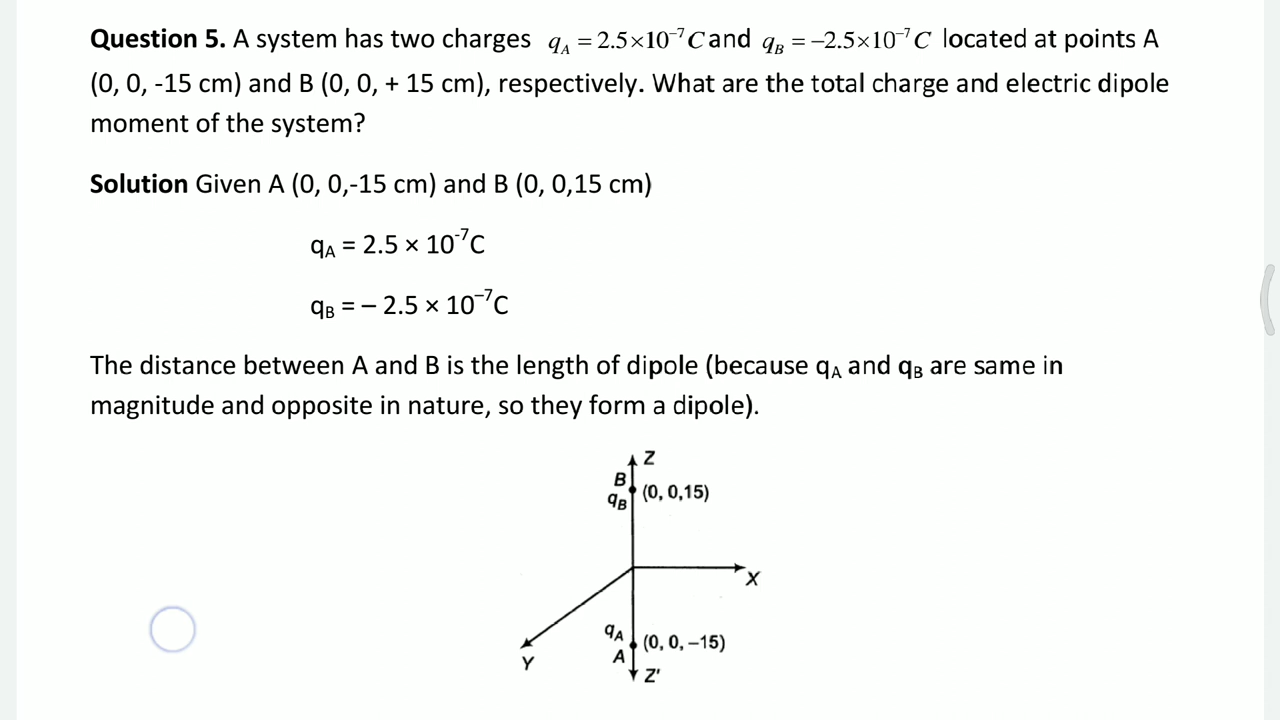 Question 5. A system has two charges qA = 2.5×10⁻⁷ C and qB = −2.5×10⁻⁷ C located at points A
(0, 0, -15 cm) and B (0, 0, + 15 cm), respectively. What are the total charge and electric dipole
moment of the system?
Solution Given A (0, 0,-15 cm) and B (0, 0,15 cm)
qA = 2.5 × 10⁻⁷C
qB = – 2.5 × 10⁻⁷C
The distance between A and B is the length of dipole (because qA and qB are same in
magnitude and opposite in nature, so they form a dipole).
Z
B
qB (0, 0,15)
X
qA (0, 0, –15)
A
Y
Z'